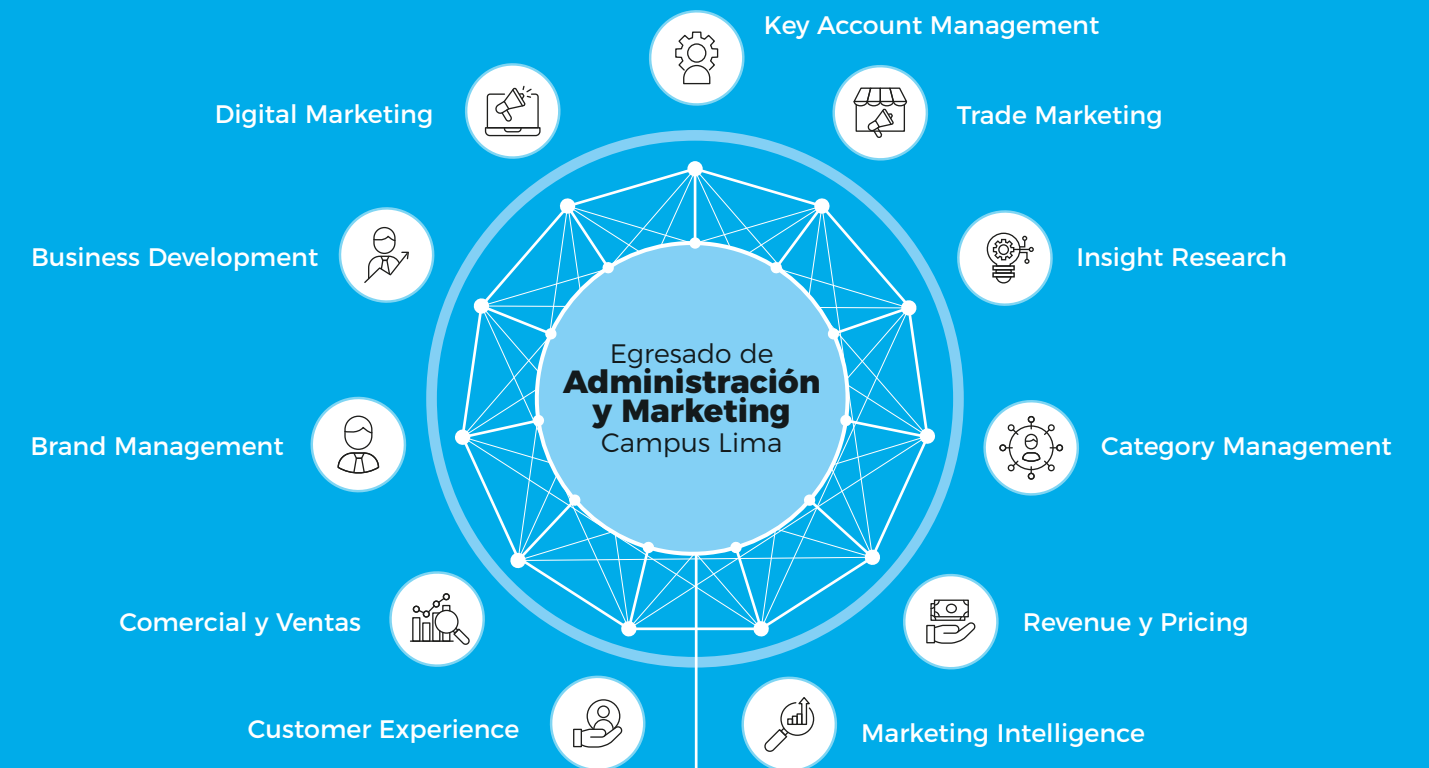 Key Account Management
Digital Marketing
Trade Marketing
Business Development
Insight Research
Egresado de
Administración
y Marketing
Campus Lima
Brand Management
Category Management
Comercial y Ventas
Revenue y Pricing
Customer Experience
Marketing Intelligence